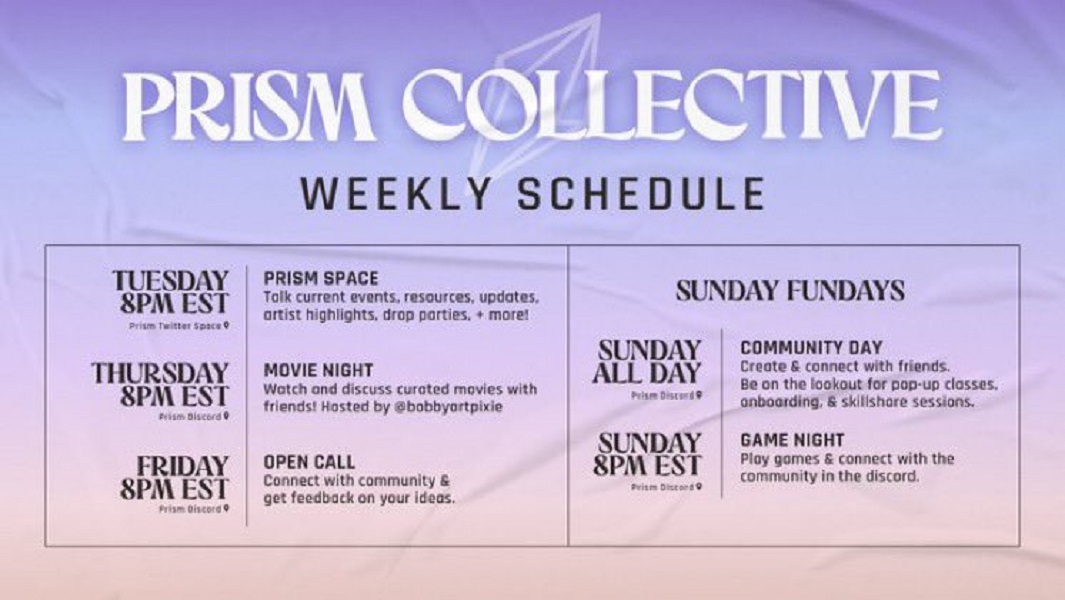 PRISM COLLECTIVE
WEEKLY SCHEDULE
TUESDAY
8PM EST
Prism Twitter Space
PRISM SPACE
Talk current events, resources, updates,
artist highlights, drop parties, + more!
THURSDAY
8PM EST
Prism Discord
MOVIE NIGHT
Watch and discuss curated movies with
friends! Hosted by @bobbyartpixie
FRIDAY
8PM EST
Prism Discord
OPEN CALL
Connect with community &
get feedback on your ideas.
SUNDAY FUNDAYS
SUNDAY
ALL DAY
Prism Discord
COMMUNITY DAY
Create & connect with friends.
Be on the lookout for pop-up classes,
onboarding, & skillshare sessions.
SUNDAY
8PM EST
Prism Discord
GAME NIGHT
Play games & connect with the
community in the discord.